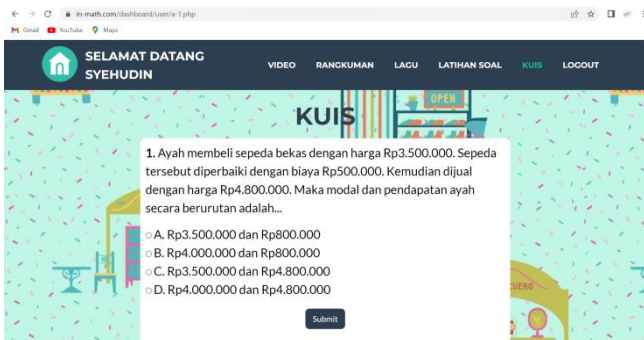 in-math.com/dashboard/user/a-1.php
Gmail
YouTube
Maps
SELAMAT DATANG
SYEHUDIN
VIDEO
RANGKUMAN
LAGU
LATIHAN SOAL
KUIS
LOGOUT
OPEN
KUIS
1. Ayah membeli sepeda bekas dengan harga Rp3.500.000. Sepeda
tersebut diperbaiki dengan biaya Rp500.000. Kemudian dijual
dengan harga Rp4.800.000. Maka modal dan pendapatan ayah
secara berurutan adalah...
A. Rp3.500.000 dan Rp800.000
B. Rp4.000.000 dan Rp800.000
C. Rp3.500.000 dan Rp4.800.000
D. Rp4.000.000 dan Rp4.800.000
CUERO
Submit